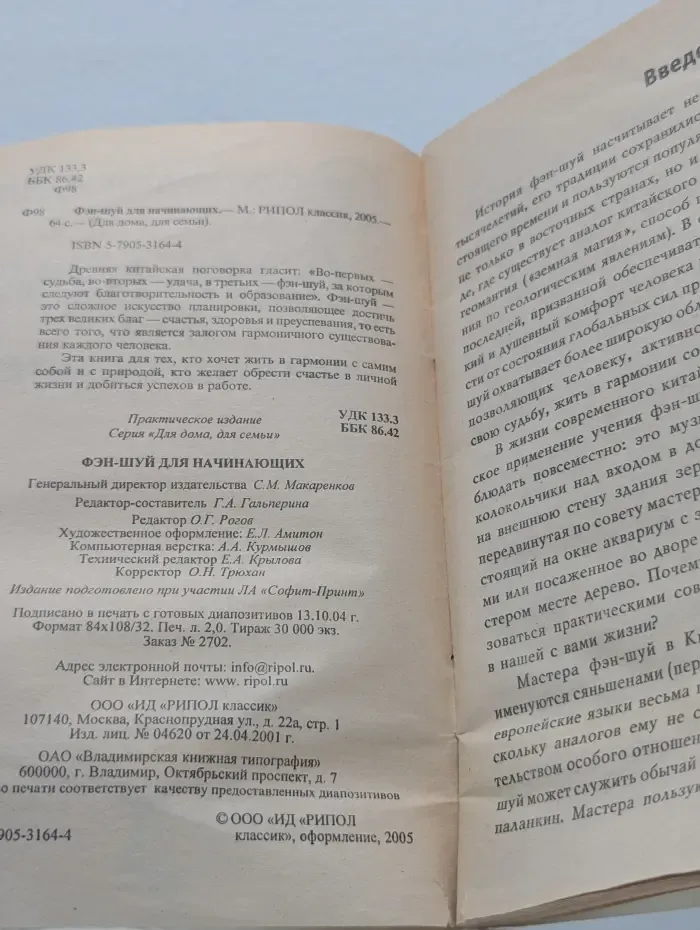 УДК 133.3
ББК 86.42
Ф98
Ф98 Фэн-шуй для начинающих.— М.: РИПОЛ классик, 2005.—
64 с.— (Для дома, для семьи).
ISBN 5-7905-3164-4
Древняя китайская поговорка гласит: «Во-первых —
судьба, во-вторых — удача, в третьих — фэн-шуй, за которым
следуют благотворительность и образование». Фэн-шуй —
это сложное искусство планировки, позволяющее достичь
трех великих благ — счастья, здоровья и преуспевания, то есть
всего того, что является залогом гармоничного существова-
ния каждого человека.
Эта книга для тех, кто хочет жить в гармонии с самим
собой и с природой, кто желает обрести счастье в личной
жизни и добиться успехов в работе.
УДК 133.3
ББК 86.42
Практическое издание
Серия «Для дома, для семьи»
ФЭН-ШУЙ ДЛЯ НАЧИНАЮЩИХ
Генеральный директор издательства С.М. Макаренков
Редактор-составитель Г.А. Гальперина
Редактор О.Г. Рогов
Художественное оформление: Е.Л. Амитон
Компьютерная верстка: А.А. Курмышов
Технический редактор Е.А. Крылова
Корректор О.Н. Трюхан
Издание подготовлено при участии ЛА «Софит-Принт»
Подписано в печать с готовых диапозитивов 13.10.04 г.
Формат 84х108/32. Печ. л. 2,0. Тираж 30 000 экз.
Заказ № 2702.
Адрес электронной почты: info@ripol.ru
Сайт в Интернете: www. ripol.ru
ООО «ИД «РИПОЛ классик»
107140, Москва, Краснопрудная ул., д. 22а, стр. 1
Изд. лиц. № 04620 от 24.04.2001 г.
ОАО «Владимирская книжная типография»
600000, г. Владимир, Октябрьский проспект, д. 7
о печати соответствует качеству предоставленных диапозитивов
905-3164-4
© ООО «ИД «РИПОЛ
классик», оформление, 2005
Введе
История фэн-шуй насчитывает не
тысячелетий, его традиции сохранилис
стоящего времени и пользуются популя
не только в восточных странах, но и
де, где существует аналог китайского
геомантия («земная магия», способ
ния по геологическим явлениям). В
последней, призванной обеспечиват
кий и душевный комфорт человека
сти от состояния глобальных сил пр
шуй охватывает более широкую обл
позволяющих человеку, активно
свою судьбу, жить в гармонии со
В жизни современного китай
ское применение учения фэн-ш
блюдать повсеместно: это музы
колокольчики над входом в до
на внешнюю стену здания зер
передвинутая по совету мастер
стоящий на окне аквариум с з
ми или посаженное во дворе
стером месте дерево. Почем
зоваться практическими сов
в нашей с вами жизни?
Мастера фэн-шуй в К
именуются сяньшенами (пер
европейские языки весьма
скольку аналогов ему не с
тельством особого отношен
шуй может служить обычай
паланкин. Мастера пользую